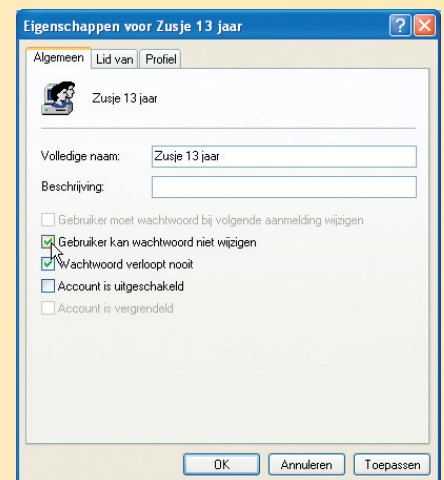 Eigenschappen voor Zusje 13 jaar
Algemeen Lid van Profiel
Zusje 13 jaar
Volledige naam: Zusje 13 jaar
Beschrijving:
Gebruiker moet wachtwoord bij volgende aanmelding wijzigen
Gebruiker kan wachtwoord niet wijzigen
Wachtwoord verloopt nooit
Account is uitgeschakeld
Account is vergrendeld
OK Annuleren Toepassen